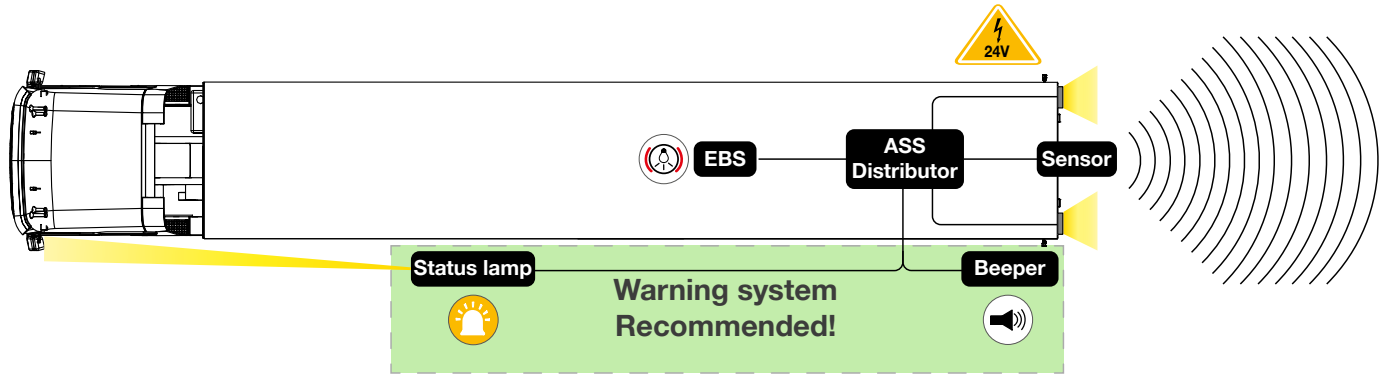 24V
EBS
ASS
Distributor
Sensor
Status lamp
Beeper
Warning system
Recommended!